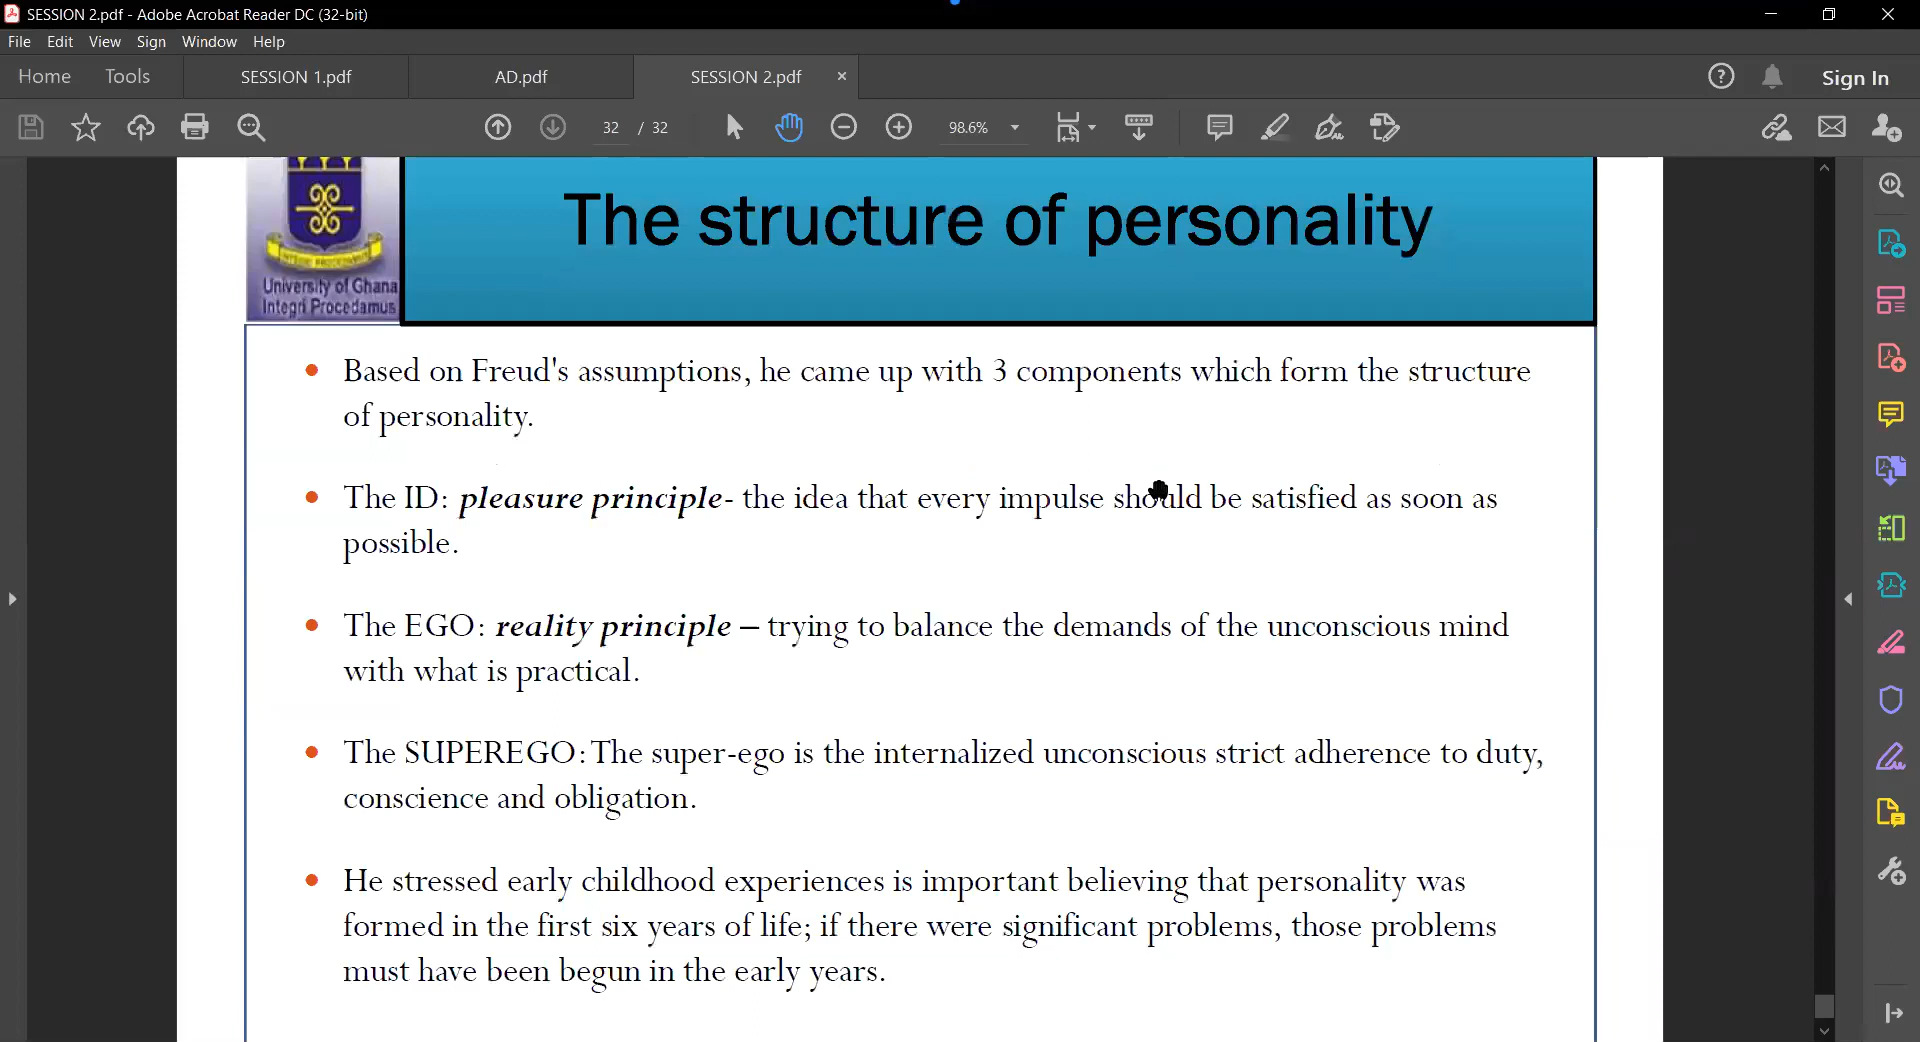 SESSION 2.pdf - Adobe Acrobat Reader DC (32-bit)
File Edit View Sign Window Help
Home Tools SESSION 1.pdf AD.pdf SESSION 2.pdf × Sign In
32 / 32 98.6%
The structure of personality
University of Ghana
Integri Procedamus
• Based on Freud's assumptions, he came up with 3 components which form the structure
of personality.
• The ID: pleasure principle- the idea that every impulse should be satisfied as soon as
possible.
• The EGO: reality principle – trying to balance the demands of the unconscious mind
with what is practical.
• The SUPEREGO: The super-ego is the internalized unconscious strict adherence to duty,
conscience and obligation.
• He stressed early childhood experiences is important believing that personality was
formed in the first six years of life; if there were significant problems, those problems
must have been begun in the early years.